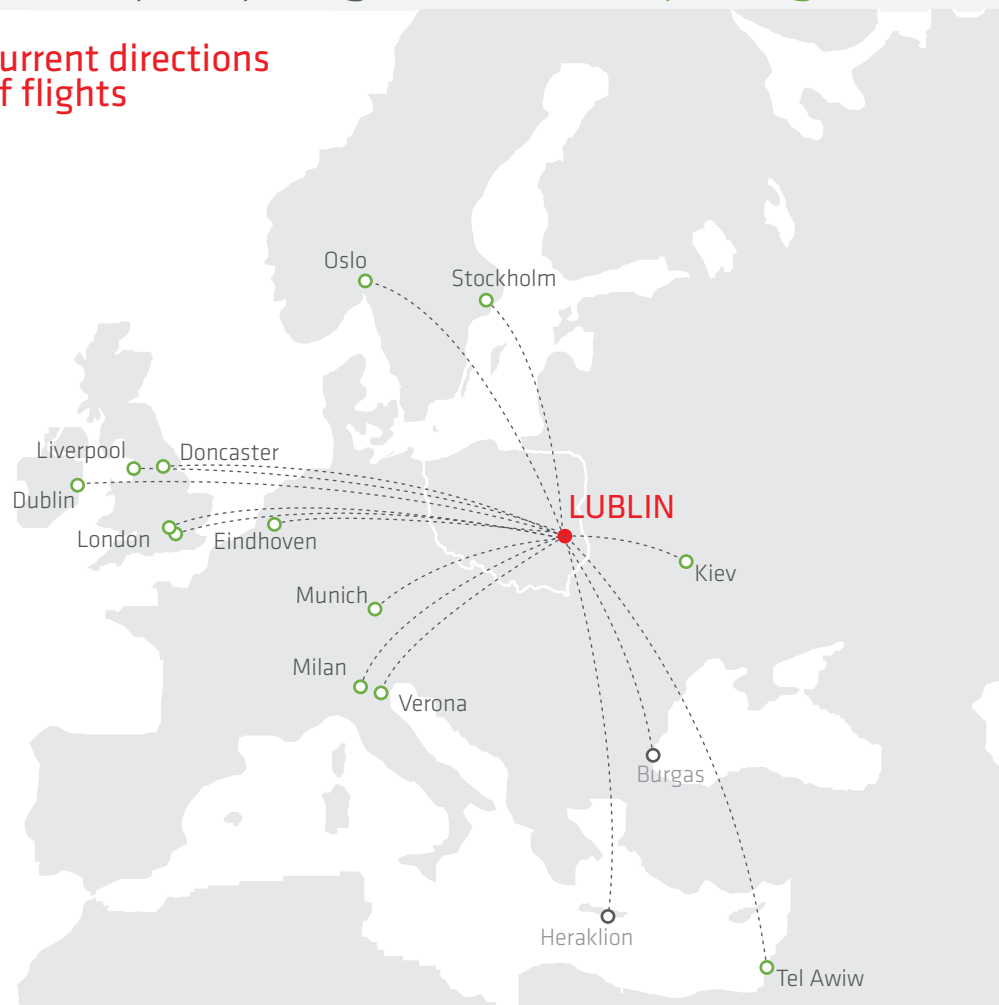 urrent directions
f flights
Oslo
Stockholm
Liverpool
Doncaster
Dublin
LUBLIN
London
Eindhoven
Kiev
Munich
Milan
Verona
Burgas
Heraklion
Tel Awiw